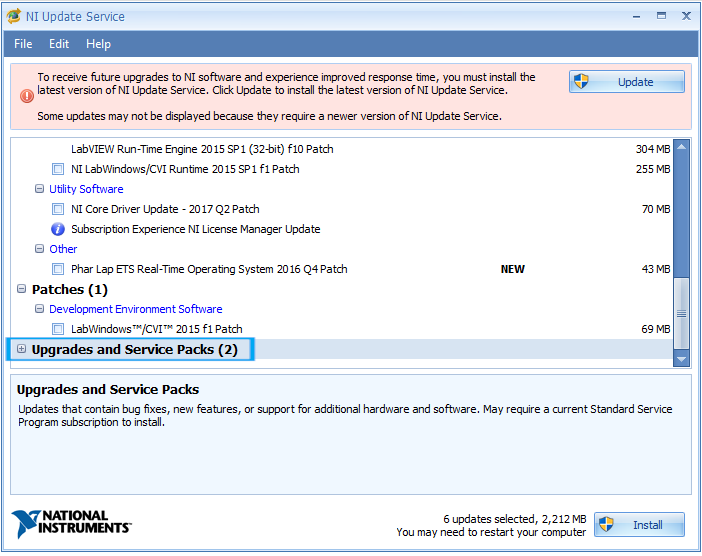 NI Update Service
File Edit Help
To receive future upgrades to NI software and experience improved response time, you must install the
latest version of NI Update Service. Click Update to install the latest version of NI Update Service.
Some updates may not be displayed because they require a newer version of NI Update Service.
Update
LabVIEW Run-Time Engine 2015 SP1 (32-bit) f10 Patch 304 MB
NI LabWindows/CVI Runtime 2015 SP1 f1 Patch 255 MB
Utility Software
NI Core Driver Update - 2017 Q2 Patch 70 MB
Subscription Experience NI License Manager Update
Other
Phar Lap ETS Real-Time Operating System 2016 Q4 Patch NEW 43 MB
Patches (1)
Development Environment Software
LabWindows™/CVI™ 2015 f1 Patch 69 MB
Upgrades and Service Packs (2)
Upgrades and Service Packs
Updates that contain bug fixes, new features, or support for additional hardware and software. May require a current Standard Service
Program subscription to install.
NATIONAL
INSTRUMENTS™
6 updates selected, 2,212 MB
You may need to restart your computer
Install